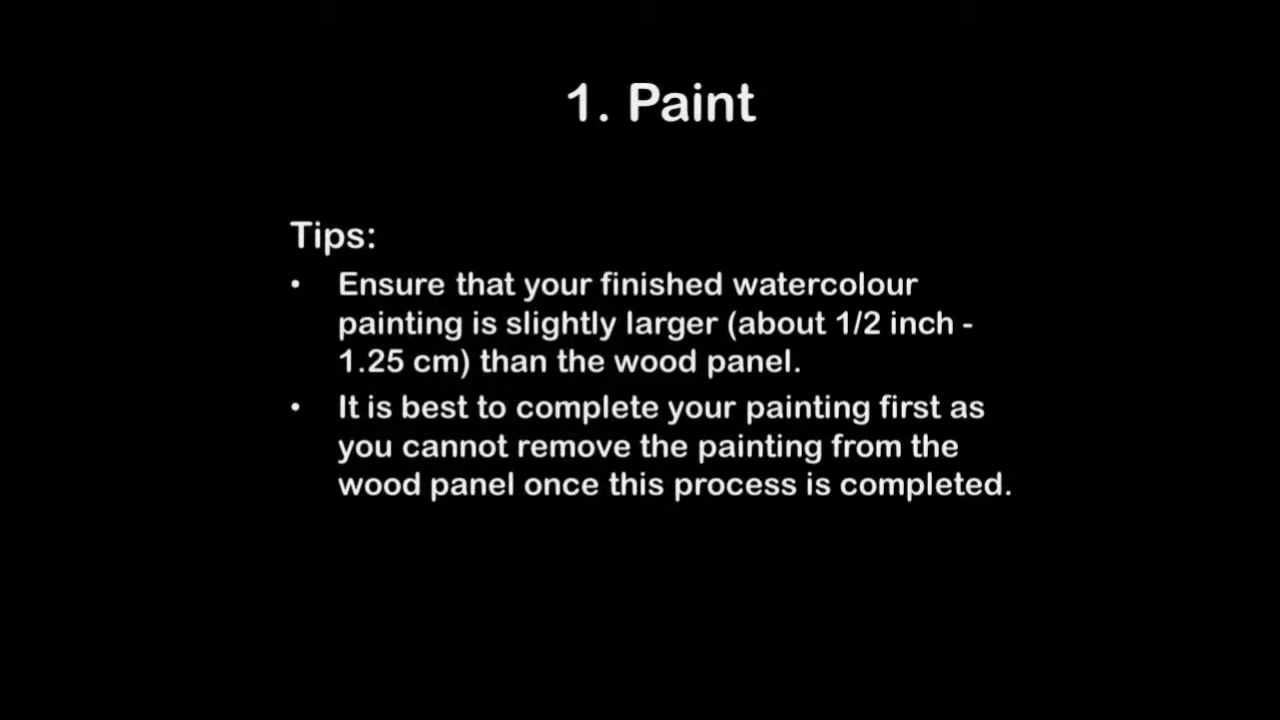 1. Paint
Tips:
• Ensure that your finished watercolour
painting is slightly larger (about 1/2 inch -
1.25 cm) than the wood panel.
• It is best to complete your painting first as
you cannot remove the painting from the
wood panel once this process is completed.